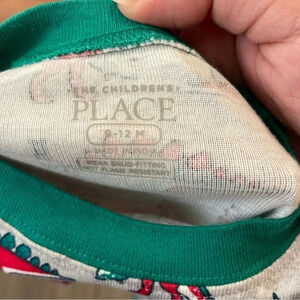 THE CHILDREN'S
PLACE
9-12 M
MADE IN INDIA
WEAR SNUG-FITTING
NOT FLAME RESISTANT